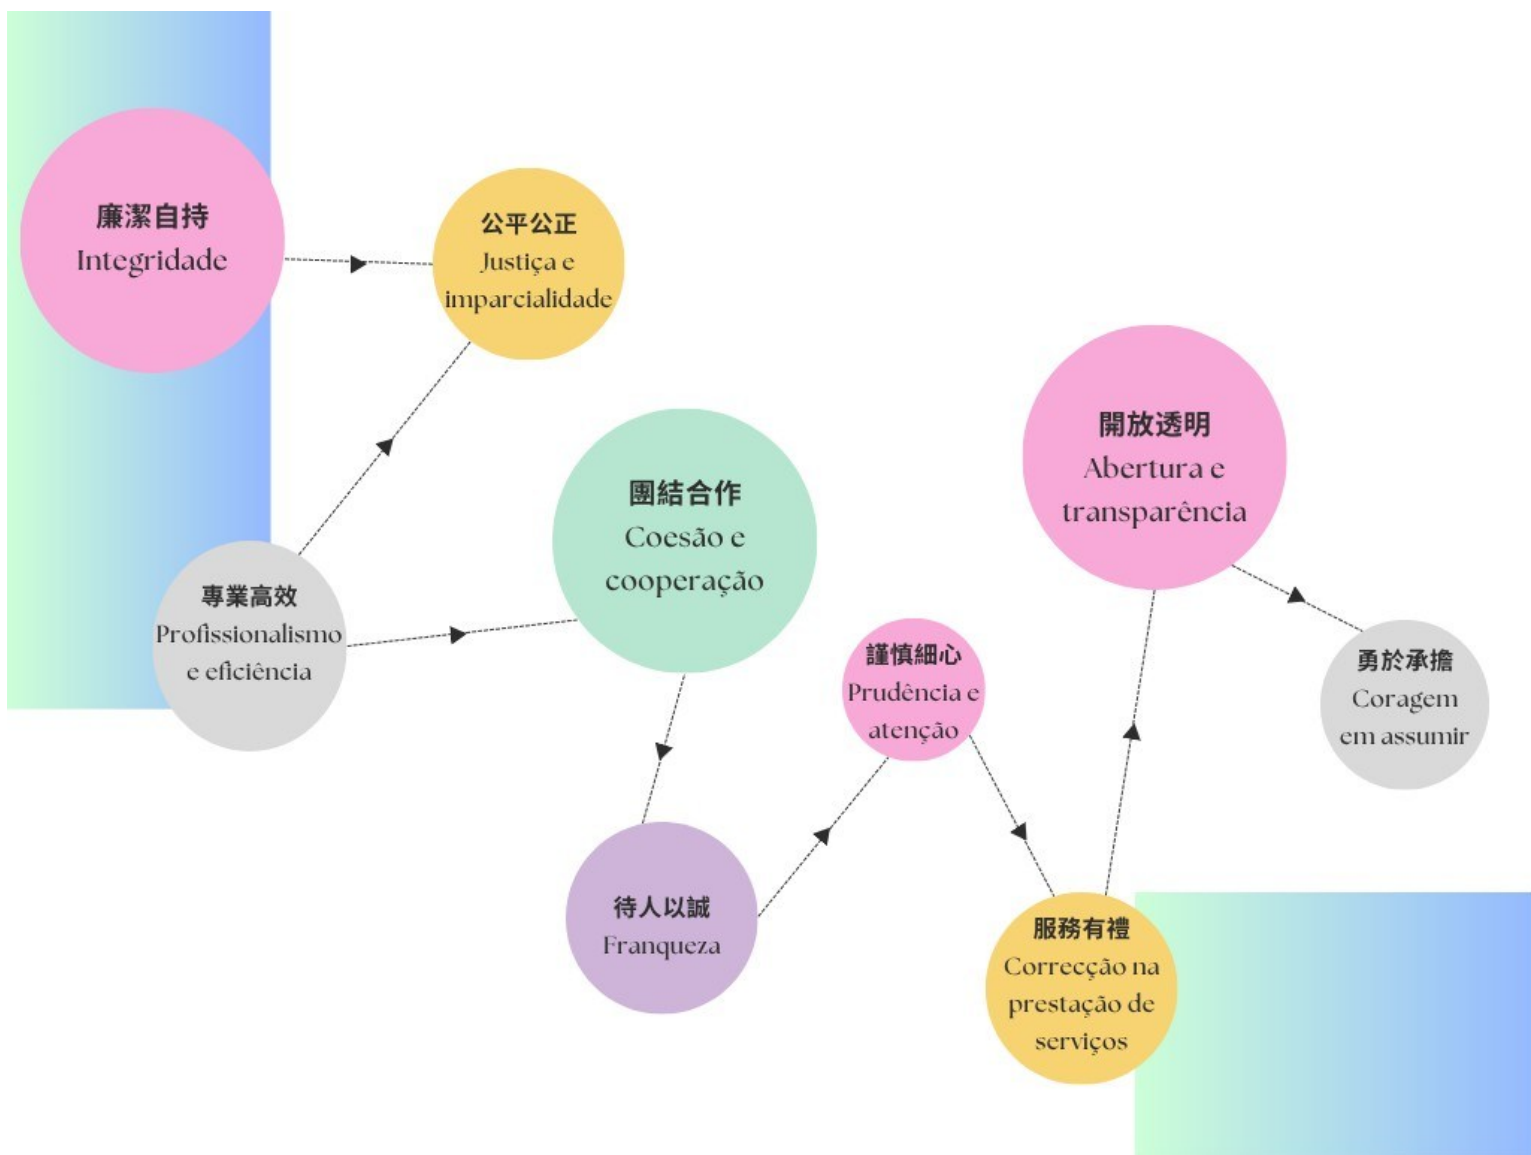 廉潔自持
Integridade
公平公正
Justiça e
imparcialidade
專業高效
Profissionalismo
e eficiência
團結合作
Coesão e
cooperação
待人以誠
Franqueza
謹慎細心
Prudência e
atenção
服務有禮
Correcção na
prestação de
serviços
開放透明
Abertura e
transparência
勇於承擔
Coragem
em assumir